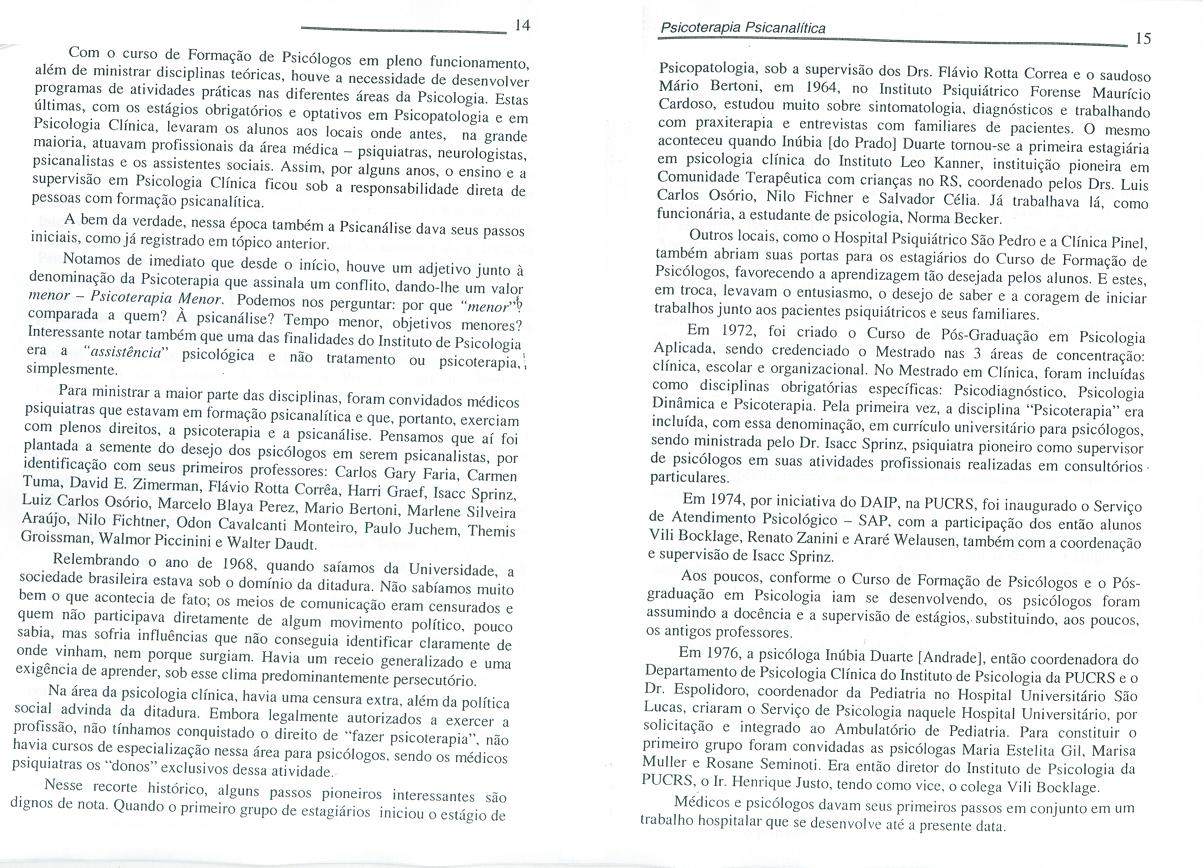 14
Com o curso de Formação de Psicólogos em pleno funcionamento,
além de ministrar disciplinas teóricas, houve a necessidade de desenvolver
programas de atividades práticas nas diferentes áreas da Psicologia. Estas
últimas, com os estágios obrigatórios e optativos em Psicopatologia e em
Psicologia Clínica, levaram os alunos aos locais onde antes, na grande
maioria, atuavam profissionais da área médica – psiquiatras, neurologistas,
psicanalistas e os assistentes sociais. Assim, por alguns anos, o ensino e a
supervisão em Psicologia Clínica ficou sob a responsabilidade direta de
pessoas com formação psicanalítica.
A bem da verdade, nessa época também a Psicanálise dava seus passos
iniciais, como já registrado em tópico anterior.
Notamos de imediato que desde o início, houve um adjetivo junto à
denominação da Psicoterapia que assinala um conflito, dando-lhe um valor
menor – Psicoterapia Menor. Podemos nos perguntar: por que “menor”?
comparada a quem? À psicanálise? Tempo menor, objetivos menores?
Interessante notar também que uma das finalidades do Instituto de Psicologia
era a “assistência” psicológica e não tratamento ou psicoterapia,
simplesmente.
Para ministrar a maior parte das disciplinas, foram convidados médicos
psiquiatras que estavam em formação psicanalítica e que, portanto, exerciam
com plenos direitos, a psicoterapia e a psicanálise. Pensamos que aí foi
plantada a semente do desejo dos psicólogos em serem psicanalistas, por
identificação com seus primeiros professores: Carlos Gary Faria, Carmen
Tuma, David E. Zimerman, Flávio Rotta Corrêa, Harri Graef, Isacc Sprinz,
Luiz Carlos Osório, Marcelo Blaya Perez, Mario Bertoni, Marlene Silveira
Araújo, Nilo Fichtner, Odon Cavalcanti Monteiro, Paulo Juchem, Themis
Groissman, Walmor Piccinini e Walter Daudt.
Relembrando o ano de 1968, quando saíamos da Universidade, a
sociedade brasileira estava sob o domínio da ditadura. Não sabíamos muito
bem o que acontecia de fato; os meios de comunicação eram censurados e
quem não participava diretamente de algum movimento político, pouco
sabia, mas sofria influências que não conseguia identificar claramente de
onde vinham, nem porque surgiam. Havia um receio generalizado e uma
exigência de aprender, sob esse clima predominantemente persecutório.
Na área da psicologia clínica, havia uma censura extra, além da política
social advinda da ditadura. Embora legalmente autorizados a exercer a
profissão, não tínhamos conquistado o direito de “fazer psicoterapia”, não
havia cursos de especialização nessa área para psicólogos, sendo os médicos
psiquiatras os “donos” exclusivos dessa atividade.
Nesse recorte histórico, alguns passos pioneiros interessantes são
dignos de nota. Quando o primeiro grupo de estagiários iniciou o estágio de
Psicoterapia Psicanalítica
15
Psicopatologia, sob a supervisão dos Drs. Flávio Rotta Correa e o saudoso
Mário Bertoni, em 1964, no Instituto Psiquiátrico Forense Maurício
Cardoso, estudou muito sobre sintomatologia, diagnósticos e trabalhando
com praxiterapia e entrevistas com familiares de pacientes. O mesmo
aconteceu quando Inúbia [do Prado] Duarte tornou-se a primeira estagiária
em psicologia clínica do Instituto Leo Kanner, instituição pioneira em
Comunidade Terapêutica com crianças no RS, coordenado pelos Drs. Luis
Carlos Osório, Nilo Fichner e Salvador Célia. Já trabalhava lá, como
funcionária, a estudante de psicologia, Norma Becker.
Outros locais, como o Hospital Psiquiátrico São Pedro e a Clínica Pinel,
também abriam suas portas para os estagiários do Curso de Formação de
Psicólogos, favorecendo a aprendizagem tão desejada pelos alunos. E estes,
em troca, levavam o entusiasmo, o desejo de saber e a coragem de iniciar
trabalhos junto aos pacientes psiquiátricos e seus familiares.
Em 1972, foi criado o Curso de Pós-Graduação em Psicologia
Aplicada, sendo credenciado o Mestrado nas 3 áreas de concentração:
clínica, escolar e organizacional. No Mestrado em Clínica, foram incluídas
como disciplinas obrigatórias específicas: Psicodiagnóstico, Psicologia
Dinâmica e Psicoterapia. Pela primeira vez, a disciplina “Psicoterapia” era
incluída, com essa denominação, em currículo universitário para psicólogos,
sendo ministrada pelo Dr. Isacc Sprinz, psiquiatra pioneiro como supervisor
de psicólogos em suas atividades profissionais realizadas em consultórios
particulares.
Em 1974, por iniciativa do DAIP, na PUCRS, foi inaugurado o Serviço
de Atendimento Psicológico – SAP, com a participação dos então alunos
Vili Bocklage, Renato Zanini e Araré Welausen, também com a coordenação
e supervisão de Isacc Sprinz.
Aos poucos, conforme o Curso de Formação de Psicólogos e o Pós-
graduação em Psicologia iam se desenvolvendo, os psicólogos foram
assumindo a docência e a supervisão de estágios, substituindo, aos poucos,
os antigos professores.
Em 1976, a psicóloga Inúbia Duarte [Andrade], então coordenadora do
Departamento de Psicologia Clínica do Instituto de Psicologia da PUCRS e o
Dr. Espolidoro, coordenador da Pediatria no Hospital Universitário São
Lucas, criaram o Serviço de Psicologia naquele Hospital Universitário, por
solicitação e integrado ao Ambulatório de Pediatria. Para constituir o
primeiro grupo foram convidadas as psicólogas Maria Estelita Gil, Marisa
Muller e Rosane Seminoti. Era então diretor do Instituto de Psicologia da
PUCRS, o Ir. Henrique Justo, tendo como vice, o colega Vili Bocklage.
Médicos e psicólogos davam seus primeiros passos em conjunto em um
trabalho hospitalar que se desenvolve até a presente data.